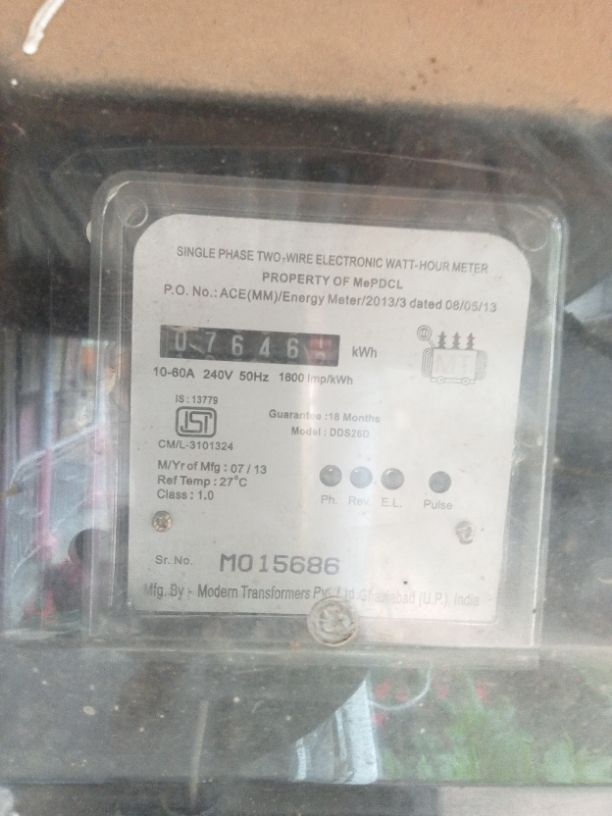 SINGLE PHASE TWO-WIRE ELECTRONIC WATT-HOUR METER
PROPERTY OF MePDCL
P.O. No.: ACE(MM)/Energy Meter/2013/3 dated 08/05/13
07646 kWh
10-60A 240V 50Hz 1800 Imp/kWh
IS : 13779
ISI
CM/L-3101324
Guarantee :18 Months
Model : DDS26D
M/Yr of Mfg : 07 / 13
Ref Temp : 27°C
Class : 1.0
Ph. Rev. E.L. Pulse
Sr. No. MO15686
Mfg. By :- Modern Transformers Pvt. Ltd. Ghaziabad (U.P.), India